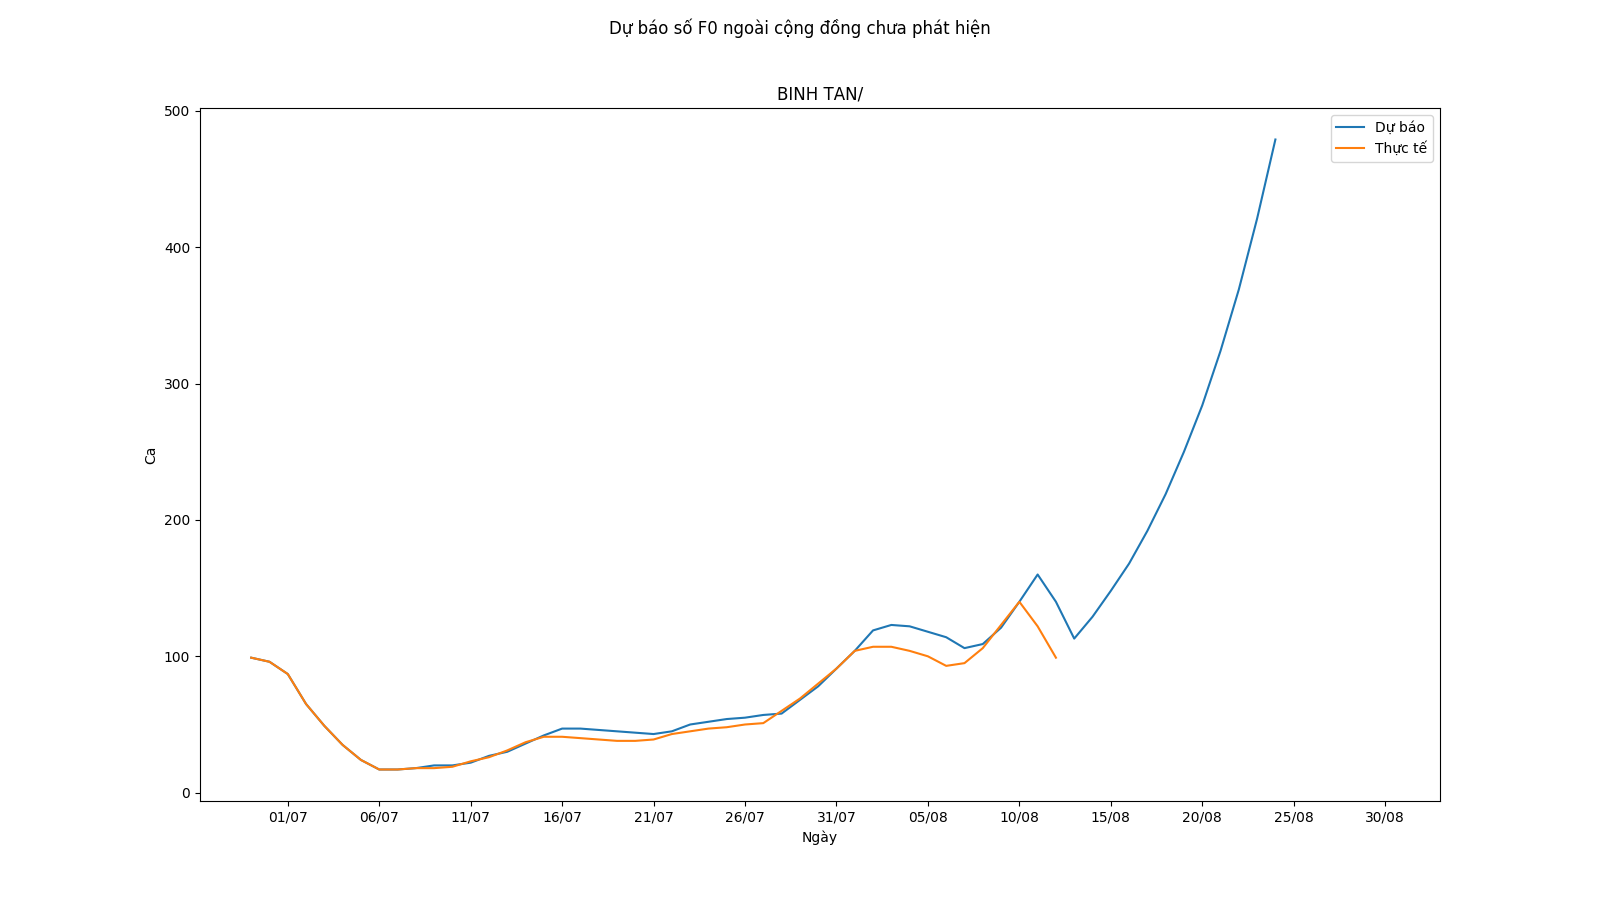 Dự báo số F0 ngoài cộng đồng chưa phát hiện
BINH TAN/
500
400
300
200
100
0
Ca
Dự báo
Thực tế
01/07 06/07 11/07 16/07 21/07 26/07 31/07 05/08 10/08 15/08 20/08 25/08 30/08
Ngày